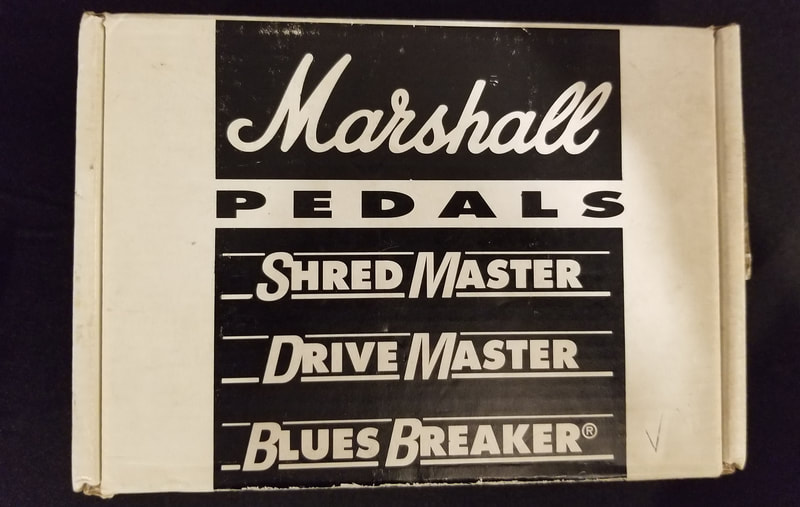 Marshall
PEDALS
SHRED MASTER
DRIVE MASTER
BLUES BREAKER®